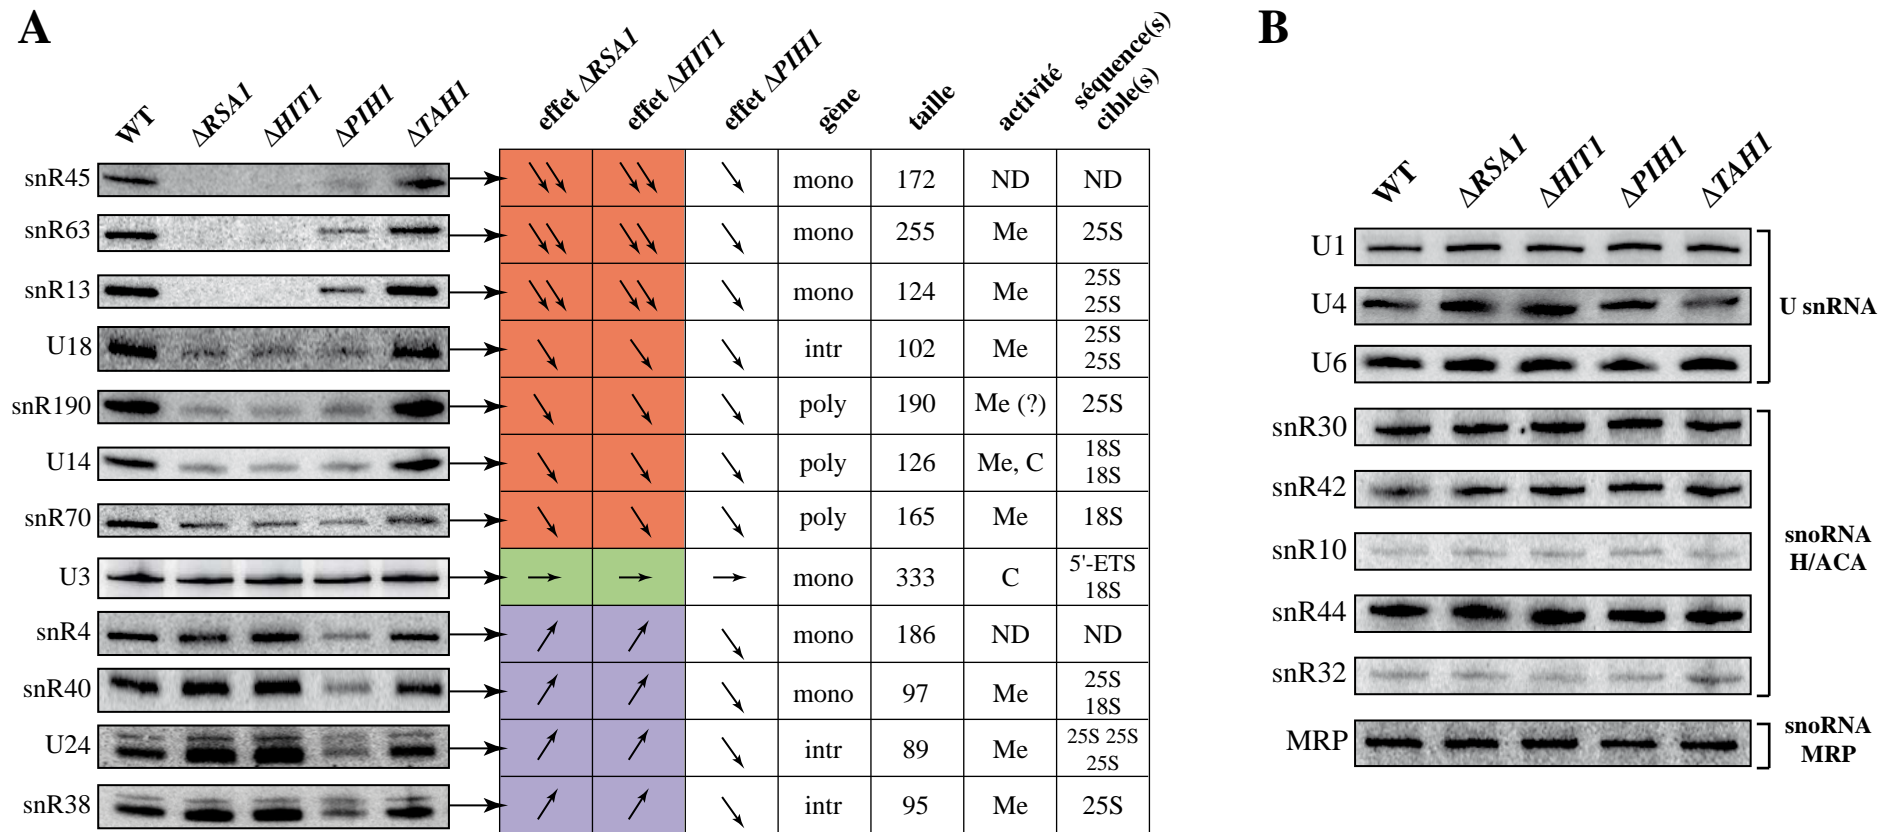 A
WT ΔRSA1 ΔHIT1 ΔPIH1 ΔTAH1
effet ΔRSA1 effet ΔHIT1 effet ΔPIH1 gène taille activité séquence(s) cible(s)
snR45 mono 172 ND ND
snR63 mono 255 Me 25S
snR13 mono 124 Me 25S 25S
U18 intr 102 Me 25S 25S
snR190 poly 190 Me (?) 25S
U14 poly 126 Me, C 18S 18S
snR70 poly 165 Me 18S
U3 mono 333 C 5'-ETS 18S
snR4 mono 186 ND ND
snR40 mono 97 Me 25S 18S
U24 intr 89 Me 25S 25S 25S
snR38 intr 95 Me 25S
B
WT ΔRSA1 ΔHIT1 ΔPIH1 ΔTAH1
U1
U4
U6
U snRNA
snR30
snR42
snR10
snR44
snR32
snoRNA
H/ACA
MRP
snoRNA
MRP